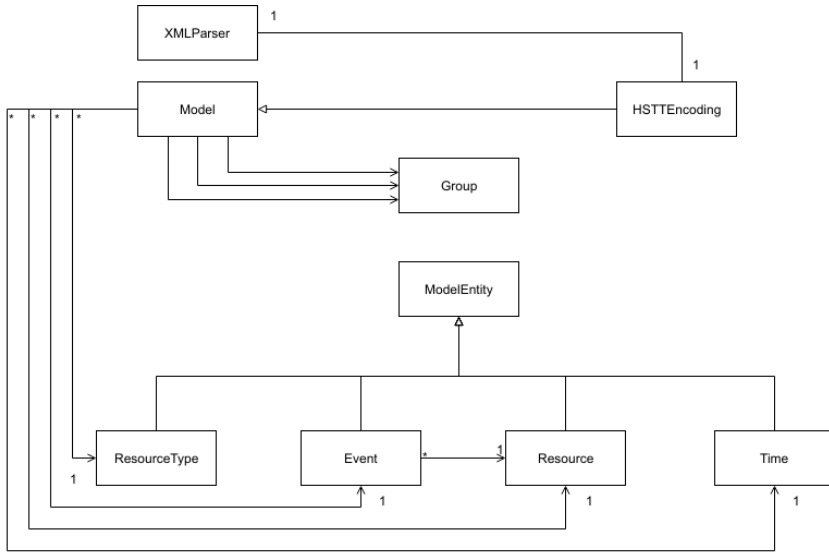 1
XMLParser
1
Model
HSTTEncoding
* * * *
Group
ModelEntity
ResourceType
Event
* 1
Resource
Time
1
1
1
1